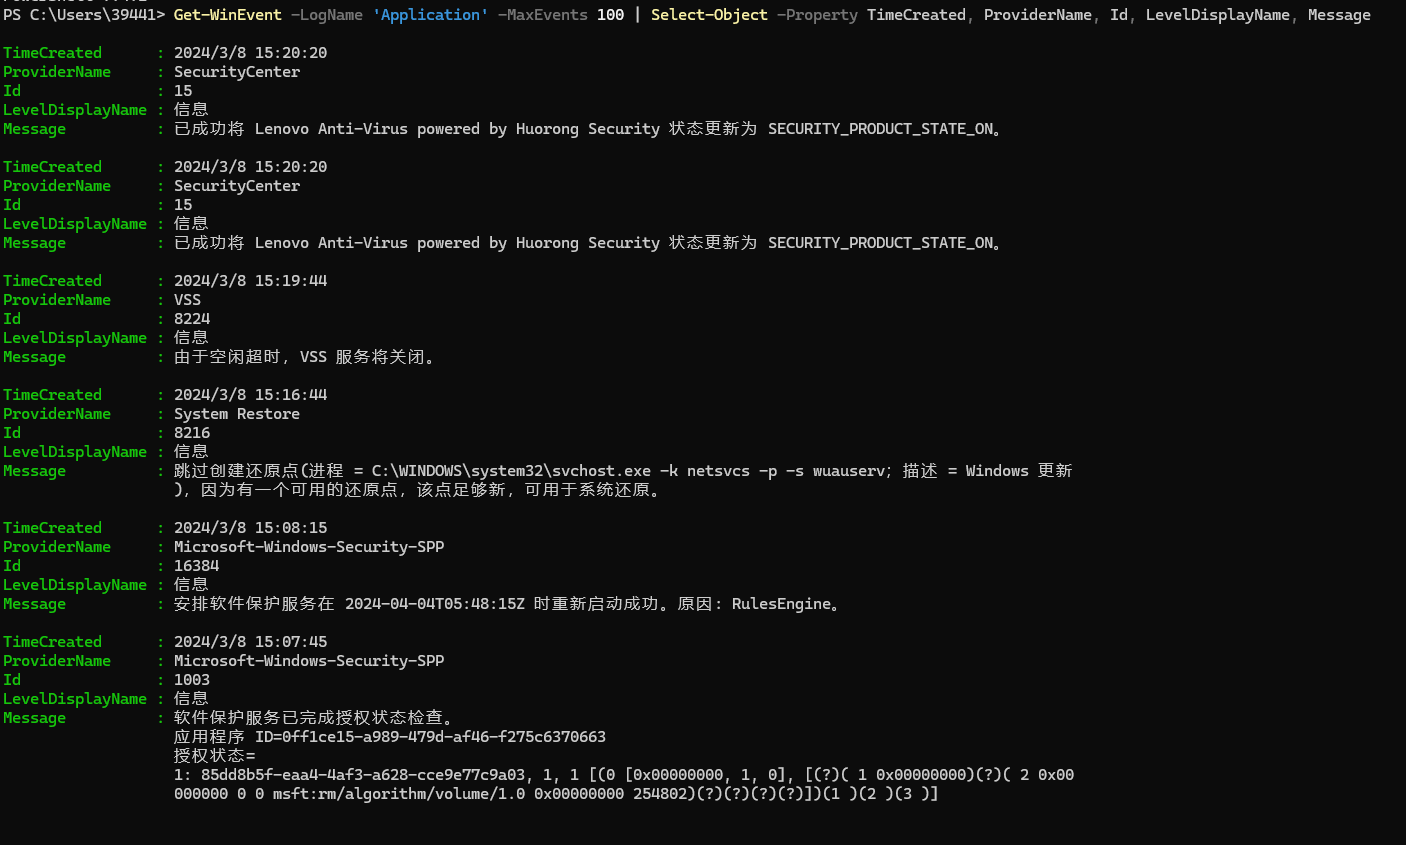 PS C:\Users\39441> Get-WinEvent -LogName 'Application' -MaxEvents 100 | Select-Object -Property TimeCreated, ProviderName, Id, LevelDisplayName, Message
TimeCreated : 2024/3/8 15:20:20
ProviderName : SecurityCenter
Id : 15
LevelDisplayName : 信息
Message : 已成功将 Lenovo Anti-Virus powered by Huorong Security 状态更新为 SECURITY_PRODUCT_STATE_ON。
TimeCreated : 2024/3/8 15:20:20
ProviderName : SecurityCenter
Id : 15
LevelDisplayName : 信息
Message : 已成功将 Lenovo Anti-Virus powered by Huorong Security 状态更新为 SECURITY_PRODUCT_STATE_ON。
TimeCreated : 2024/3/8 15:19:44
ProviderName : VSS
Id : 8224
LevelDisplayName : 信息
Message : 由于空闲超时，VSS 服务将关闭。
TimeCreated : 2024/3/8 15:16:44
ProviderName : System Restore
Id : 8216
LevelDisplayName : 信息
Message : 跳过创建还原点(进程 = C:\WINDOWS\system32\svchost.exe -k netsvcs -p -s wuauserv; 描述 = Windows 更新
)，因为有一个可用的还原点，该点足够新，可用于系统还原。
TimeCreated : 2024/3/8 15:08:15
ProviderName : Microsoft-Windows-Security-SPP
Id : 16384
LevelDisplayName : 信息
Message : 安排软件保护服务在 2024-04-04T05:48:15Z 时重新启动成功。原因: RulesEngine。
TimeCreated : 2024/3/8 15:07:45
ProviderName : Microsoft-Windows-Security-SPP
Id : 1003
LevelDisplayName : 信息
Message : 软件保护服务已完成授权状态检查。
应用程序 ID=0ff1ce15-a989-479d-af46-f275c6370663
授权状态=
1: 85dd8b5f-eaa4-4af3-a628-cce9e77c9a03, 1, 1 [(0 [0x00000000, 1, 0], [(?)( 1 0x00000000)(?)( 2 0x00
000000 0 0 msft:rm/algorithm/volume/1.0 0x00000000 254802)(?)(?)(?)(?)])(1 )(2 )(3 )]